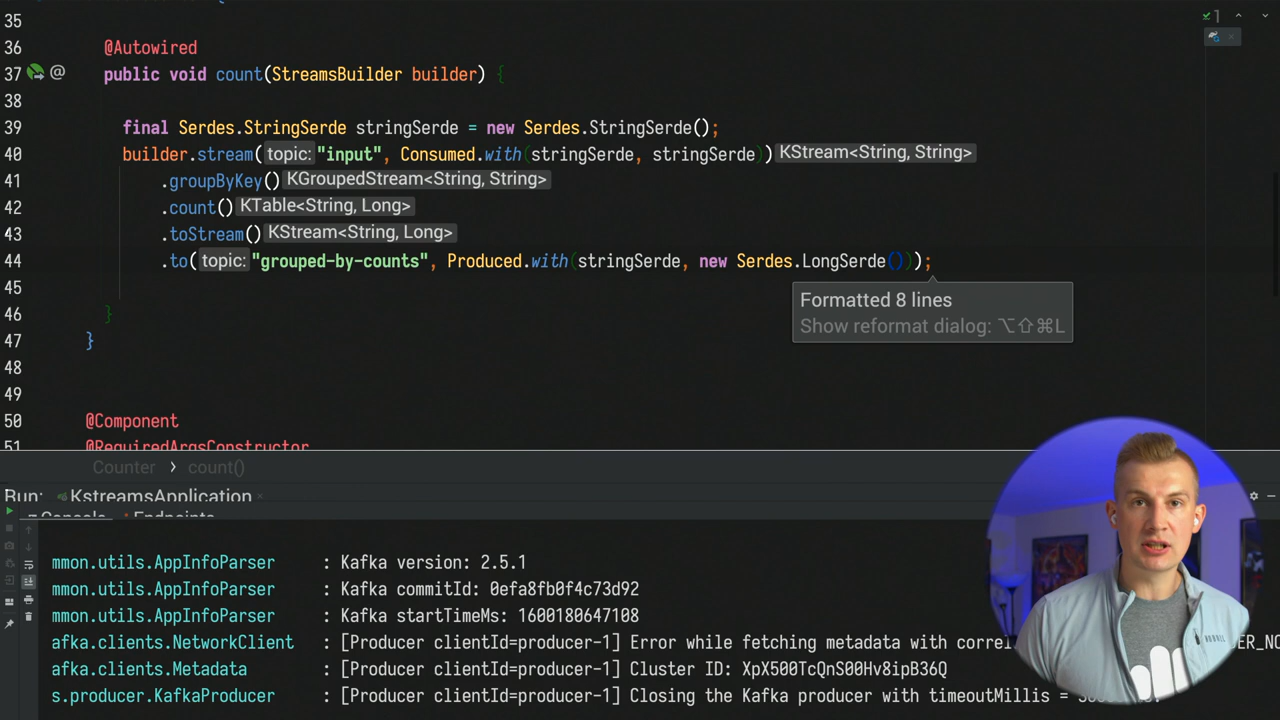 35
36 @Autowired
37 @ public void count(StreamsBuilder builder) {
38
39 final Serdes.StringSerde stringSerde = new Serdes.StringSerde();
40 builder.stream( topic: "input", Consumed.with(stringSerde, stringSerde)) KStream<String, String>
41 .groupByKey() KGroupedStream<String, String>
42 .count() KTable<String, Long>
43 .toStream() KStream<String, Long>
44 .to( topic: "grouped-by-counts", Produced.with(stringSerde, new Serdes.LongSerde()));
45
46 }
47 }
48
49
50 @Component
51 @RequiredArgsConstructor
1
Formatted 8 lines
Show reformat dialog: ⌥⇧⌘L
Counter > count()
Run: KstreamsApplication ×
Console Endpoints
mmon.utils.AppInfoParser : Kafka version: 2.5.1
mmon.utils.AppInfoParser : Kafka commitId: 0efa8fb0f4c73d92
mmon.utils.AppInfoParser : Kafka startTimeMs: 1600180647108
afka.clients.NetworkClient : [Producer clientId=producer-1] Error while fetching metadata with correl
afka.clients.Metadata : [Producer clientId=producer-1] Cluster ID: XpX500TcQnS00Hv8ipB36Q
s.producer.KafkaProducer : [Producer clientId=producer-1] Closing the Kafka producer with timeoutMillis =